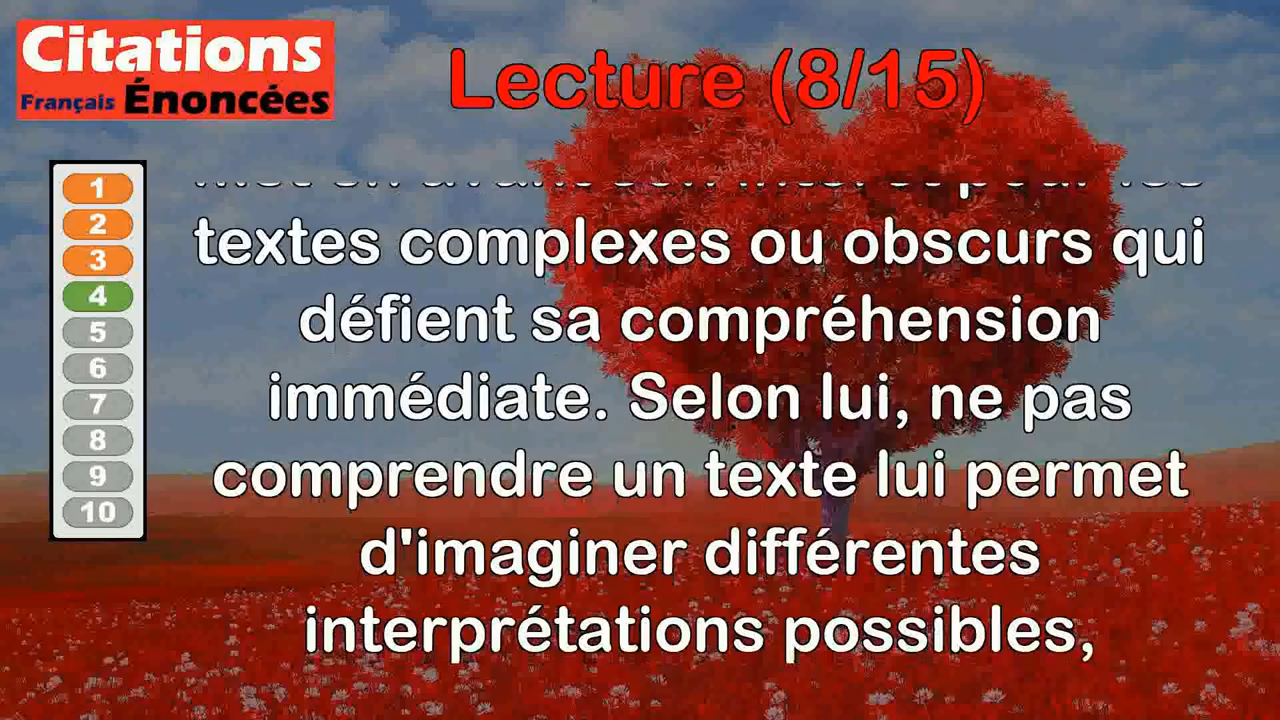 Citations
Français Énoncées
Lecture (8/15)
1
2
3
4
5
6
7
8
9
10
textes complexes ou obscurs qui
défient sa compréhension
immédiate. Selon lui, ne pas
comprendre un texte lui permet
d'imaginer différentes
interprétations possibles,